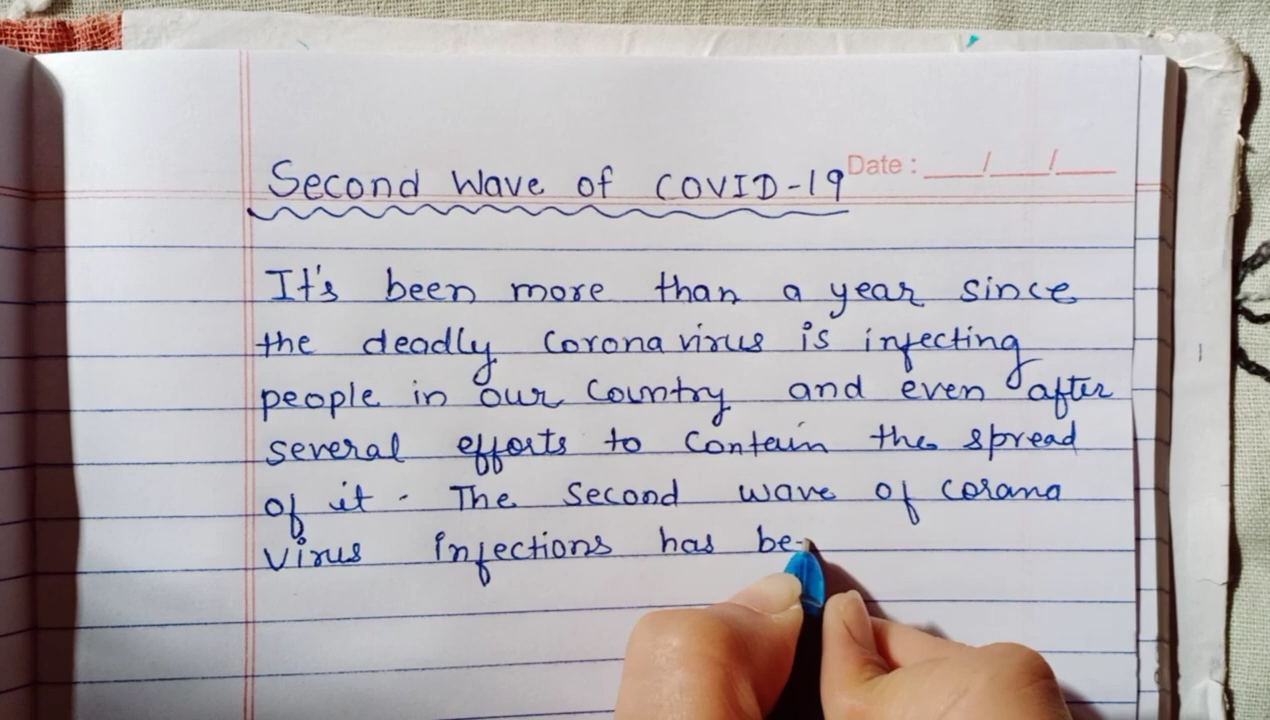 Second Wave of COVID-19
Date : ___/___/___
It's been more than a year since
the deadly corona virus is infecting
people in our Country and even after
several efforts to contain the spread
of it. The Second wave of corana
virus infections has be